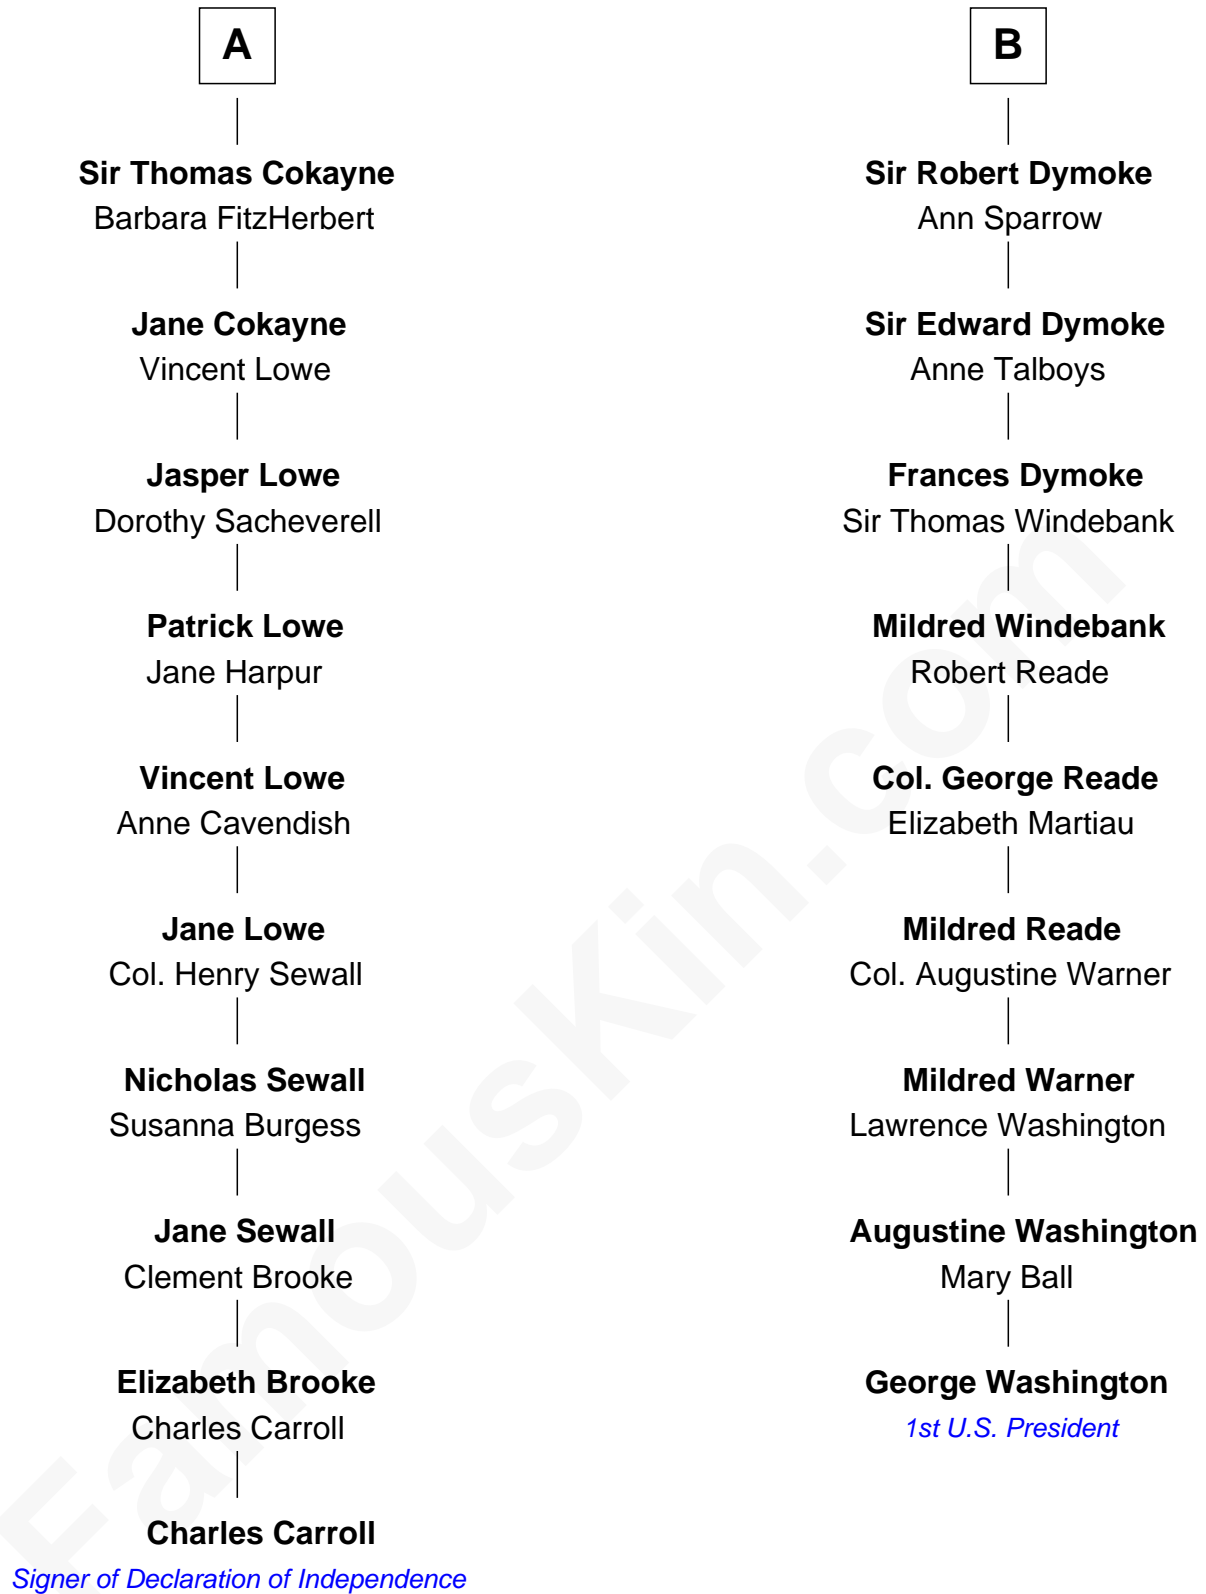 A
Sir Thomas Cokayne
Barbara FitzHerbert
Jane Cokayne
Vincent Lowe
Jasper Lowe
Dorothy Sacheverell
Patrick Lowe
Jane Harpur
Vincent Lowe
Anne Cavendish
Jane Lowe
Col. Henry Sewall
Nicholas Sewall
Susanna Burgess
Jane Sewall
Clement Brooke
Elizabeth Brooke
Charles Carroll
Charles Carroll
Signer of Declaration of Independence
B
Sir Robert Dymoke
Ann Sparrow
Sir Edward Dymoke
Anne Talboys
Frances Dymoke
Sir Thomas Windebank
Mildred Windebank
Robert Reade
Col. George Reade
Elizabeth Martiau
Mildred Reade
Col. Augustine Warner
Mildred Warner
Lawrence Washington
Augustine Washington
Mary Ball
George Washington
1st U.S. President
FamousKin.com